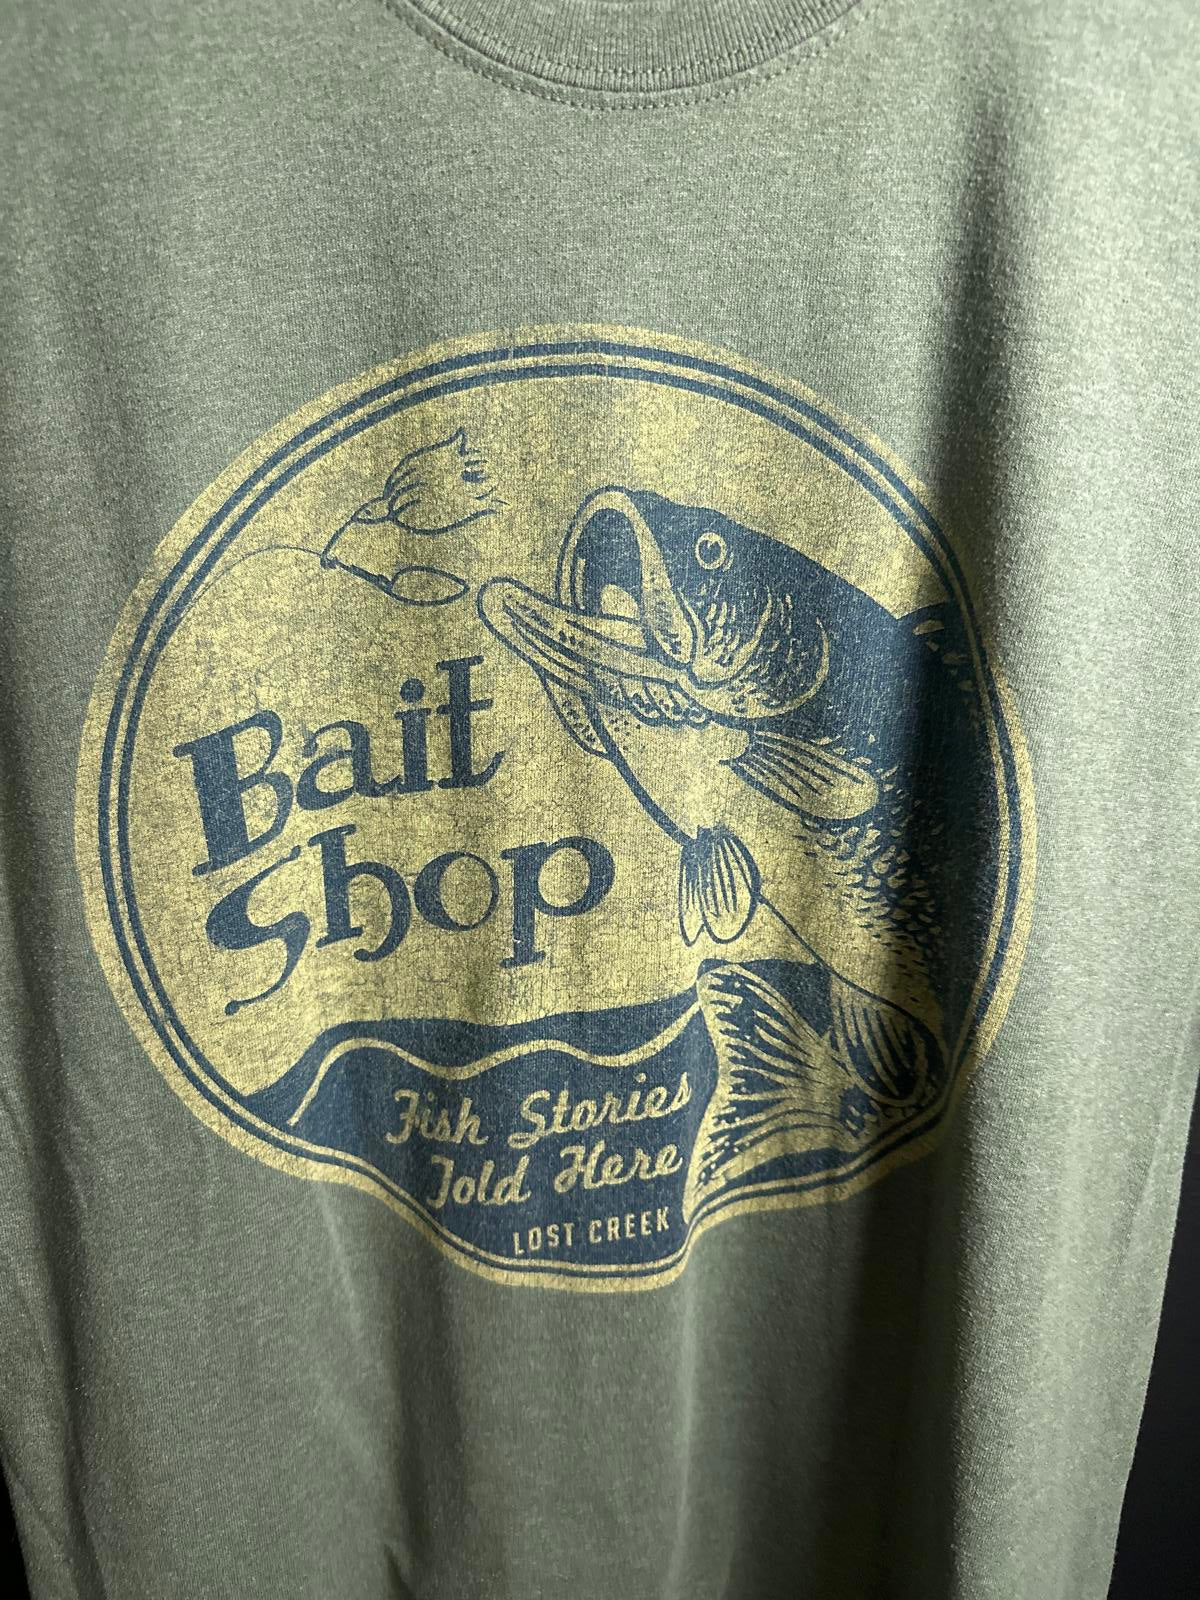 Bait
Shop
Fish Stories
Told Here
LOST CREEK